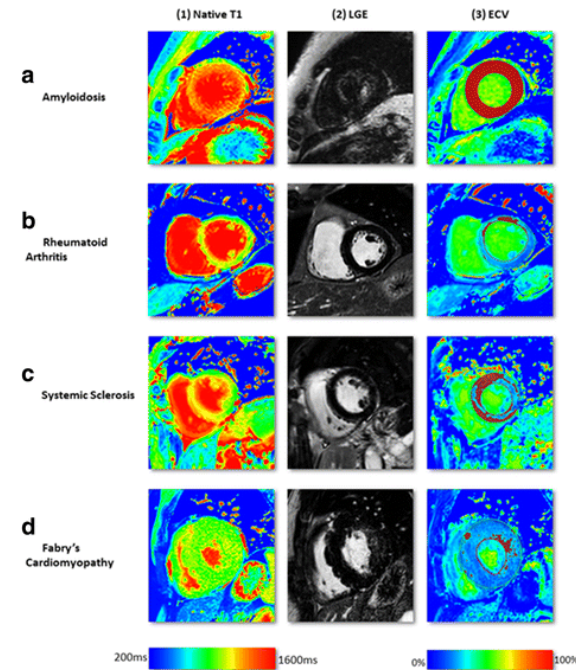 (1) Native T1 (2) LGE (3) ECV
a
Amyloidosis
b
Rheumatoid
Arthritis
c
Systemic Sclerosis
d
Fabry's
Cardiomyopathy
200ms 1600ms 0% 100%